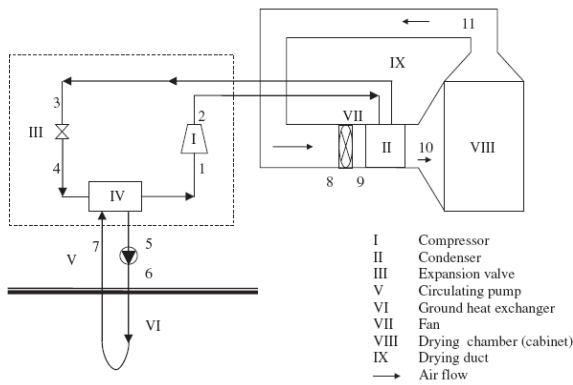 11
IX
3
2
VII
III
I
II
10
VIII
4
1
8
9
IV
7
5
V
6
VI
I Compressor
II Condenser
III Expansion valve
V Circulating pump
VI Ground heat exchanger
VII Fan
VIII Drying chamber (cabinet)
IX Drying duct
Air flow